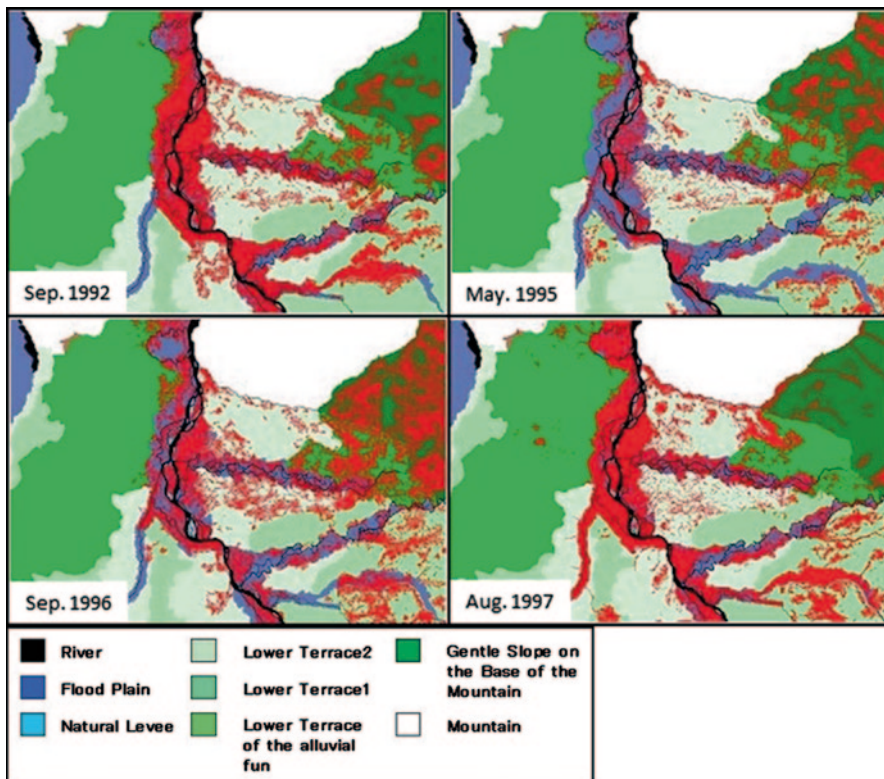 Sep. 1992
May. 1995
Sep. 1996
Aug. 1997
River
Flood Plain
Natural Levee
Lower Terrace2
Lower Terrace1
Lower Terrace
of the alluvial
fun
Gentle Slope on
the Base of the
Mountain
Mountain